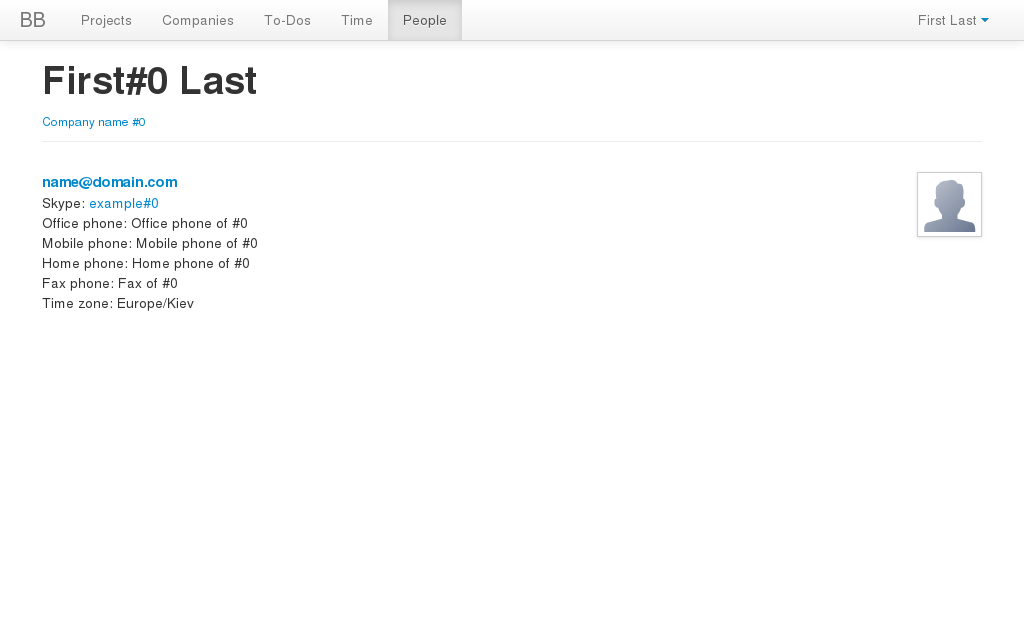 BB Projects Companies To-Dos Time People First Last
First#0 Last
Company name #0
name@domain.com
Skype: example#0
Office phone: Office phone of #0
Mobile phone: Mobile phone of #0
Home phone: Home phone of #0
Fax phone: Fax of #0
Time zone: Europe/Kiev